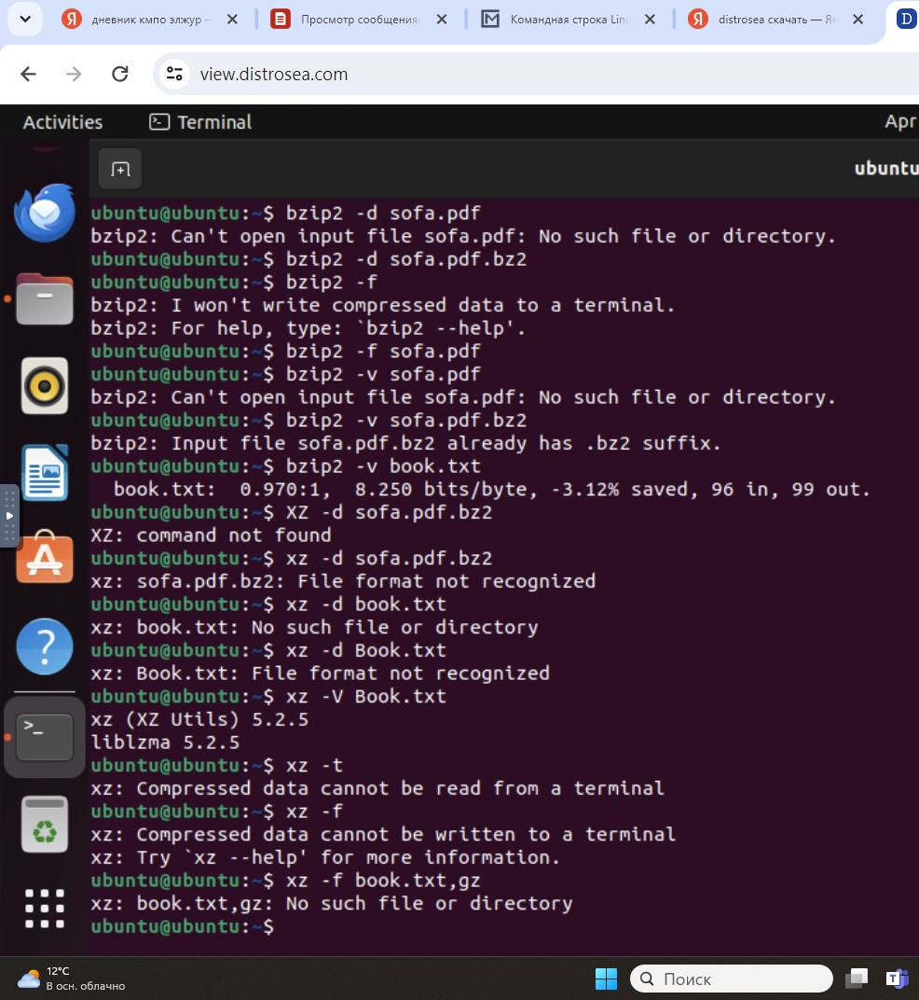 дневник кмпо элжур –
Просмотр сообщения:
Командная строка Lin
distrosea скачать — Ян
D
view.distrosea.com
Activities
Terminal
Apr
ubuntu
ubuntu@ubuntu:~$ bzip2 -d sofa.pdf
bzip2: Can't open input file sofa.pdf: No such file or directory.
ubuntu@ubuntu:~$ bzip2 -d sofa.pdf.bz2
ubuntu@ubuntu:~$ bzip2 -f
bzip2: I won't write compressed data to a terminal.
bzip2: For help, type: `bzip2 --help'.
ubuntu@ubuntu:~$ bzip2 -f sofa.pdf
ubuntu@ubuntu:~$ bzip2 -v sofa.pdf
bzip2: Can't open input file sofa.pdf: No such file or directory.
ubuntu@ubuntu:~$ bzip2 -v sofa.pdf.bz2
bzip2: Input file sofa.pdf.bz2 already has .bz2 suffix.
ubuntu@ubuntu:~$ bzip2 -v book.txt
book.txt:  0.970:1,  8.250 bits/byte, -3.12% saved, 96 in, 99 out.
ubuntu@ubuntu:~$ XZ -d sofa.pdf.bz2
XZ: command not found
ubuntu@ubuntu:~$ xz -d sofa.pdf.bz2
xz: sofa.pdf.bz2: File format not recognized
ubuntu@ubuntu:~$ xz -d book.txt
xz: book.txt: No such file or directory
ubuntu@ubuntu:~$ xz -d Book.txt
xz: Book.txt: File format not recognized
ubuntu@ubuntu:~$ xz -V Book.txt
xz (XZ Utils) 5.2.5
liblzma 5.2.5
ubuntu@ubuntu:~$ xz -t
xz: Compressed data cannot be read from a terminal
ubuntu@ubuntu:~$ xz -f
xz: Compressed data cannot be written to a terminal
xz: Try `xz --help' for more information.
ubuntu@ubuntu:~$ xz -f book.txt,gz
xz: book.txt,gz: No such file or directory
ubuntu@ubuntu:~$
12°C
В осн. облачно
Поиск